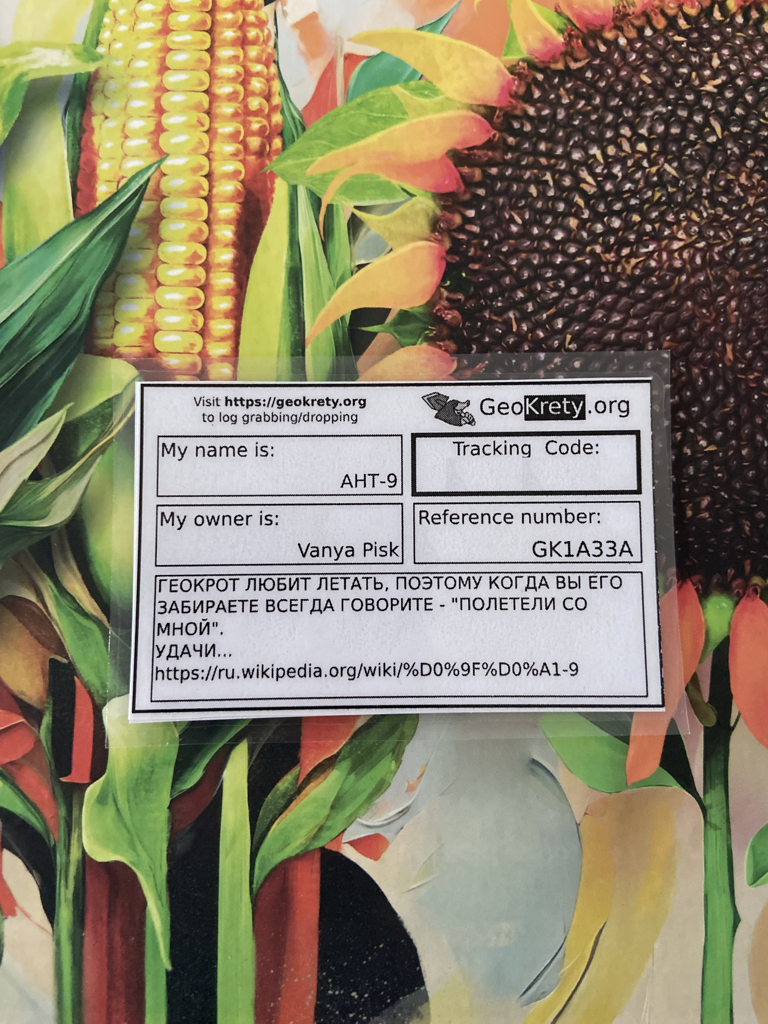 Visit https://geokrety.org
to log grabbing/dropping
GeoKrety.org
My name is:
АНТ-9
Tracking Code:
My owner is:
Vanya Pisk
Reference number:
GK1A33A
ГЕОКРОТ ЛЮБИТ ЛЕТАТЬ, ПОЭТОМУ КОГДА ВЫ ЕГО
ЗАБИРАЕТЕ ВСЕГДА ГОВОРИТЕ - "ПОЛЕТЕЛИ СО
МНОЙ".
УДАЧИ...
https://ru.wikipedia.org/wiki/%D0%9F%D0%A1-9